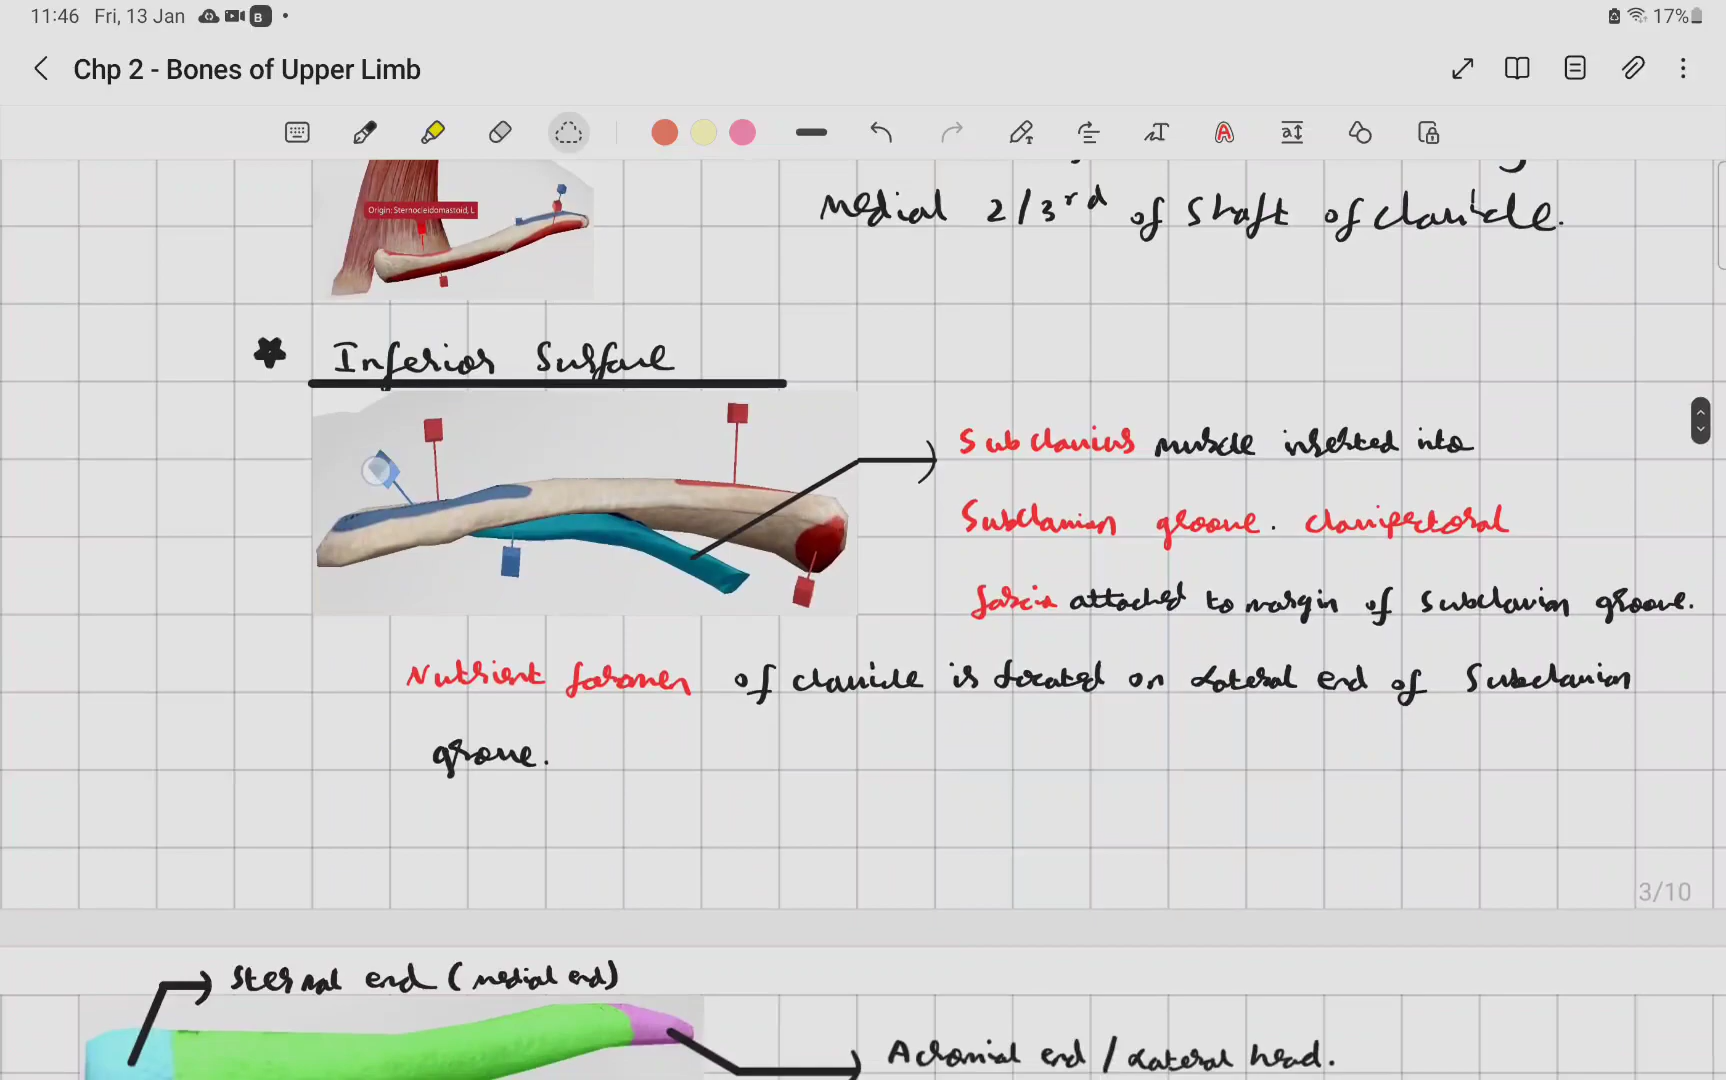 11:46 Fri, 13 Jan
17%
Chp 2 - Bones of Upper Limb
Origin: Sternocleidomastoid, L
medial 2/3rd of shaft of clavicle.
Inferior Surface
Subclavius muscle inserted into
Subclavian groove. clavipectoral
fascia attached to margin of subclavian groove.
Nutrient foramen of clavicle is located on lateral end of Subclavian
groove.
3/10
Sternal end (medial end)
Acromial end / lateral head.